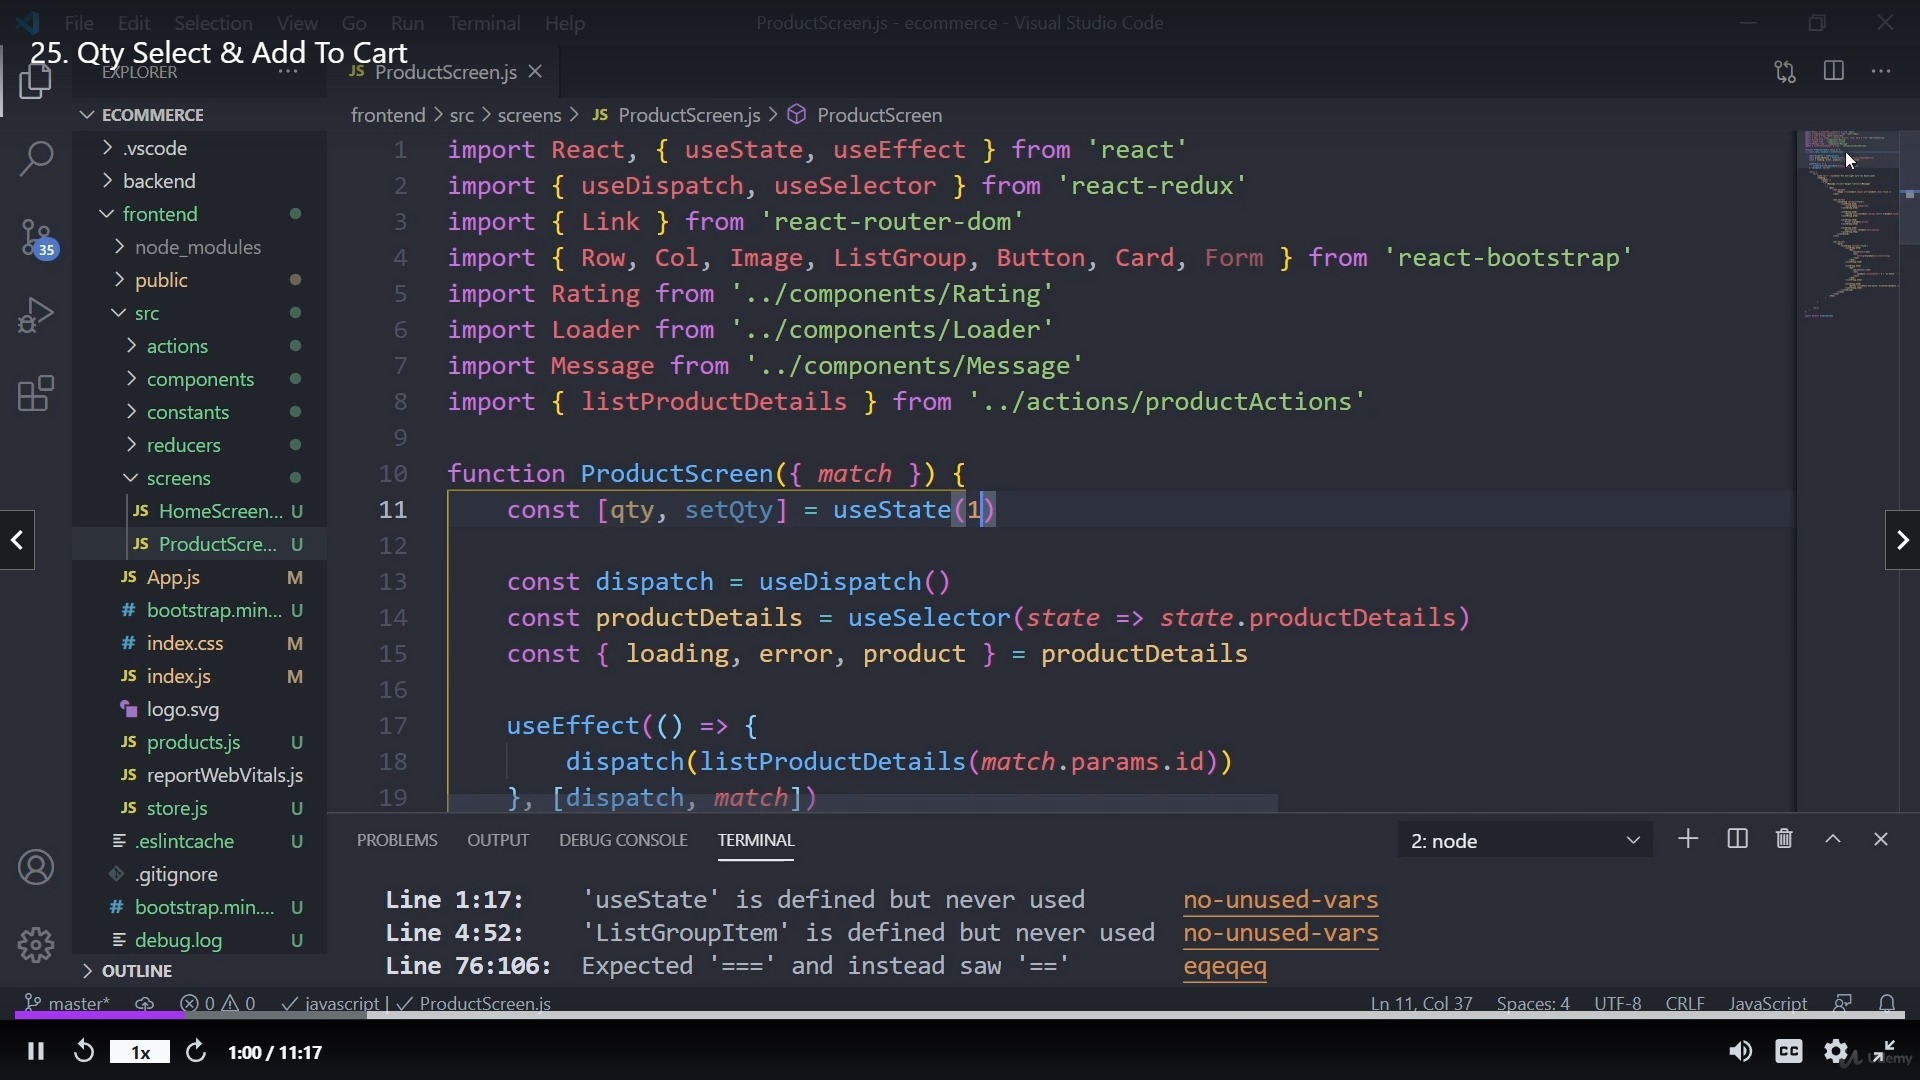 File Edit Selection View Go Run Terminal Help
ProductScreen.js - ecommerce - Visual Studio Code
25. Qty Select & Add To Cart
EXPLORER
JS ProductScreen.js
ECOMMERCE
frontend > src > screens > JS ProductScreen.js > ProductScreen
.vscode
backend
frontend
node_modules
public
src
actions
components
constants
reducers
screens
JS HomeScreen... U
JS ProductScre... U
JS App.js M
# bootstrap.min... U
# index.css M
JS index.js M
logo.svg
JS products.js U
JS reportWebVitals.js
JS store.js U
.eslintcache U
.gitignore
# bootstrap.min.... U
debug.log U
OUTLINE
35
1 import React, { useState, useEffect } from 'react'
2 import { useDispatch, useSelector } from 'react-redux'
3 import { Link } from 'react-router-dom'
4 import { Row, Col, Image, ListGroup, Button, Card, Form } from 'react-bootstrap'
5 import Rating from '../components/Rating'
6 import Loader from '../components/Loader'
7 import Message from '../components/Message'
8 import { listProductDetails } from '../actions/productActions'
9
10 function ProductScreen({ match }) {
11 const [qty, setQty] = useState(1)
12
13 const dispatch = useDispatch()
14 const productDetails = useSelector(state => state.productDetails)
15 const { loading, error, product } = productDetails
16
17 useEffect(() => {
18 dispatch(listProductDetails(match.params.id))
19 }, [dispatch, match])
PROBLEMS OUTPUT DEBUG CONSOLE TERMINAL
2: node
Line 1:17: 'useState' is defined but never used no-unused-vars
Line 4:52: 'ListGroupItem' is defined but never used no-unused-vars
Line 76:106: Expected '===' and instead saw '==' eqeqeq
master* 0 0 javascript | ProductScreen.js
Ln 11, Col 37 Spaces: 4 UTF-8 CRLF JavaScript
1x 1:00 / 11:17
CC
Udemy